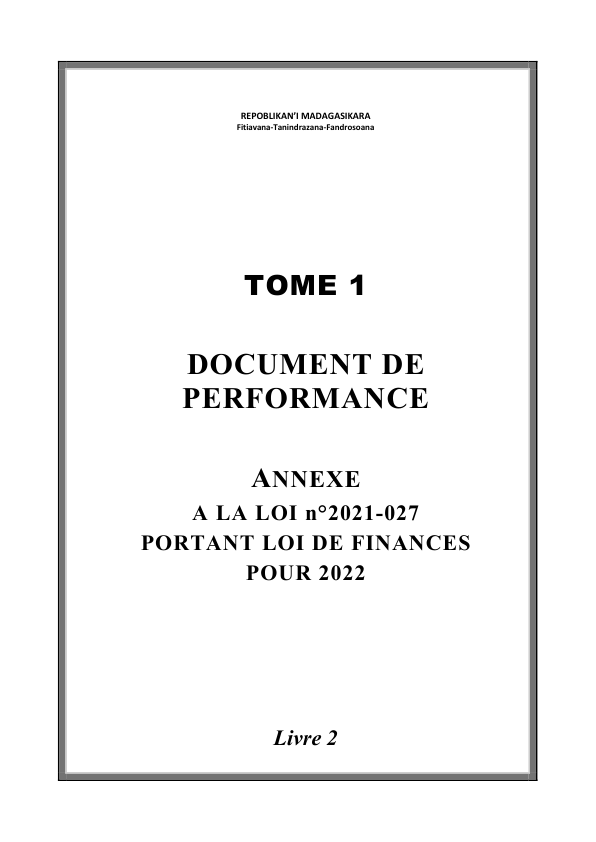 REPOBLIKAN'I MADAGASIKARA
Fitiavana-Tanindrazana-Fandrosoana
TOME 1
DOCUMENT DE
PERFORMANCE
ANNEXE
A LA LOI n°2021-027
PORTANT LOI DE FINANCES
POUR 2022
Livre 2